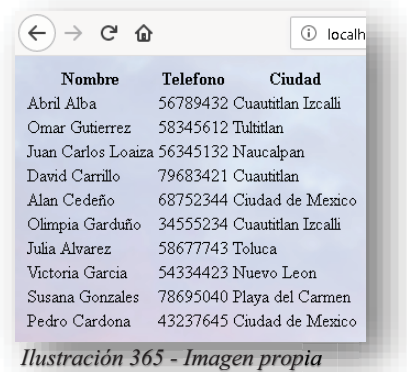 localh
Nombre Telefono Ciudad
Abril Alba 56789432 Cuautitlan Izcalli
Omar Gutierrez 58345612 Tultitlan
Juan Carlos Loaiza 56345132 Naucalpan
David Carrillo 79683421 Cuautitlan
Alan Cedeño 68752344 Ciudad de Mexico
Olimpia Garduño 34555234 Cuautitlan Izcalli
Julia Alvarez 58677743 Toluca
Victoria Garcia 54334423 Nuevo Leon
Susana Gonzales 78695040 Playa del Carmen
Pedro Cardona 43237645 Ciudad de Mexico
Ilustración 365 - Imagen propia